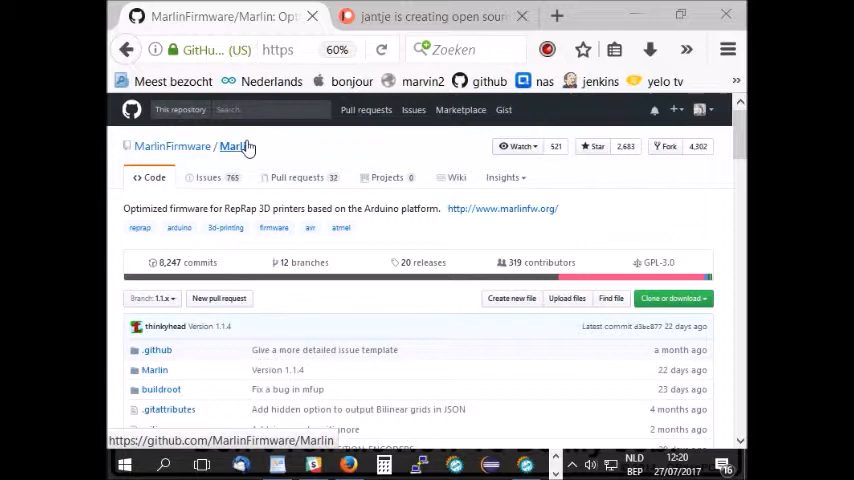 MarlinFirmware/Marlin: Opt
jantje is creating open sour
GitHu... (US)
https
60%
Zoeken
Meest bezocht
Nederlands
bonjour
marvin2
github
nas
jenkins
yelo tv
This repository
Search
Pull requests
Issues
Marketplace
Gist
MarlinFirmware / Marlin
Watch 521
Star 2,683
Fork 4,302
Code
Issues 765
Pull requests 32
Projects 0
Wiki
Insights
Optimized firmware for RepRap 3D printers based on the Arduino platform. http://www.marlinfw.org/
reprap arduino 3d-printing firmware avr atmel
8,247 commits
12 branches
20 releases
319 contributors
GPL-3.0
Branch: 1.1.x
New pull request
Create new file
Upload files
Find file
Clone or download
thinkyhead Version 1.1.4
Latest commit d3bc877 22 days ago
.github Give a more detailed issue template a month ago
Marlin Version 1.1.4 22 days ago
buildroot Fix a bug in mfup 23 days ago
.gitattributes Add hidden option to output Bilinear grids in JSON 4 months ago
https://github.com/MarlinFirmware/Marlin
NLD
BEP
12:20
27/07/2017
16